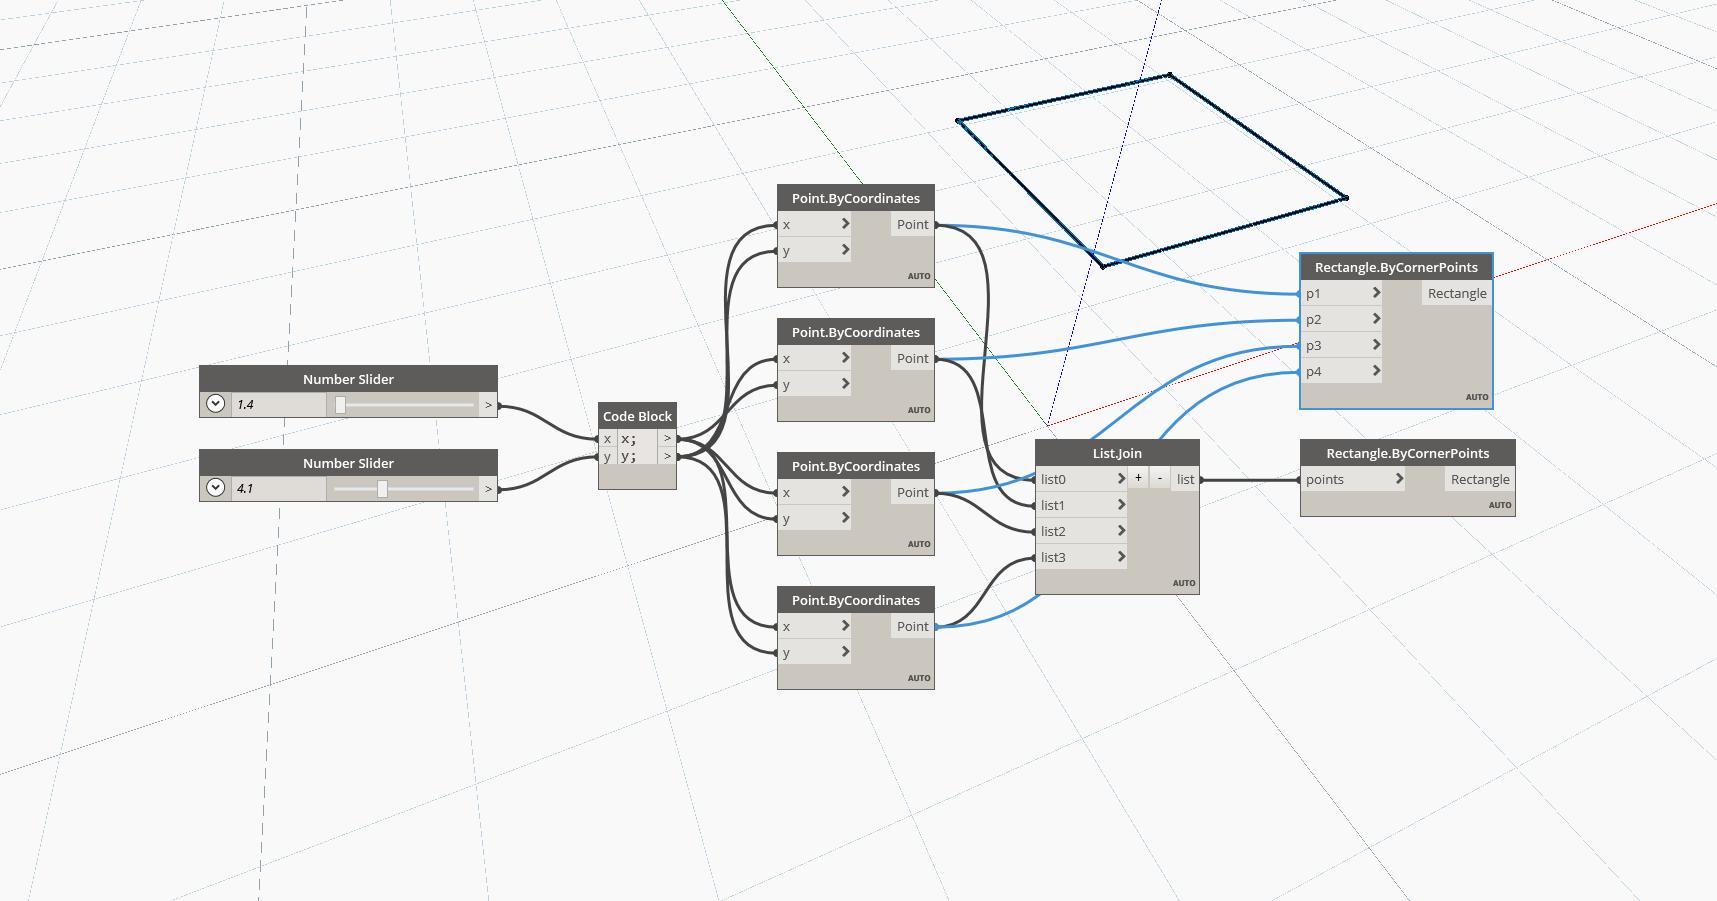 Number Slider
1.4
>
Number Slider
4.1
>
Code Block
x x; >
y y; >
Point.ByCoordinates
x > Point
y >
AUTO
Point.ByCoordinates
x > Point
y >
AUTO
Point.ByCoordinates
x > Point
y >
AUTO
Point.ByCoordinates
x > Point
y >
AUTO
List.Join
list0 > + - list
list1 >
list2 >
list3 >
AUTO
Rectangle.ByCornerPoints
p1 > Rectangle
p2 >
p3 >
p4 >
AUTO
Rectangle.ByCornerPoints
points > Rectangle
AUTO